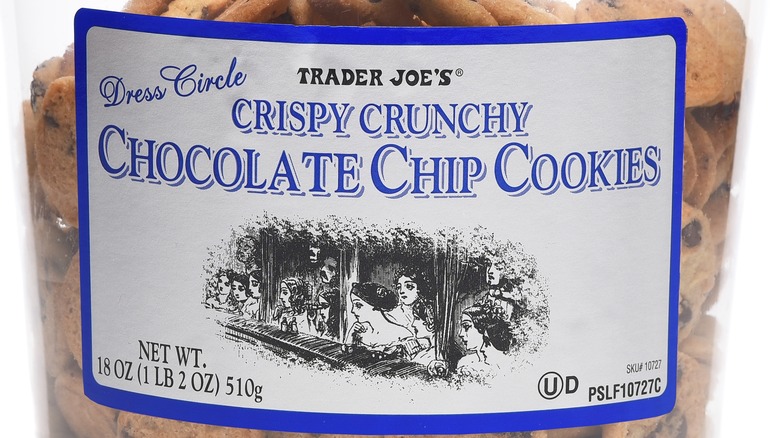 Dress Circle
TRADER JOE'S®
CRISPY CRUNCHY
CHOCOLATE CHIP COOKIES
NET WT.
18 OZ (1 LB 2 OZ) 510g
SKU# 10727
U D PSLF10727C